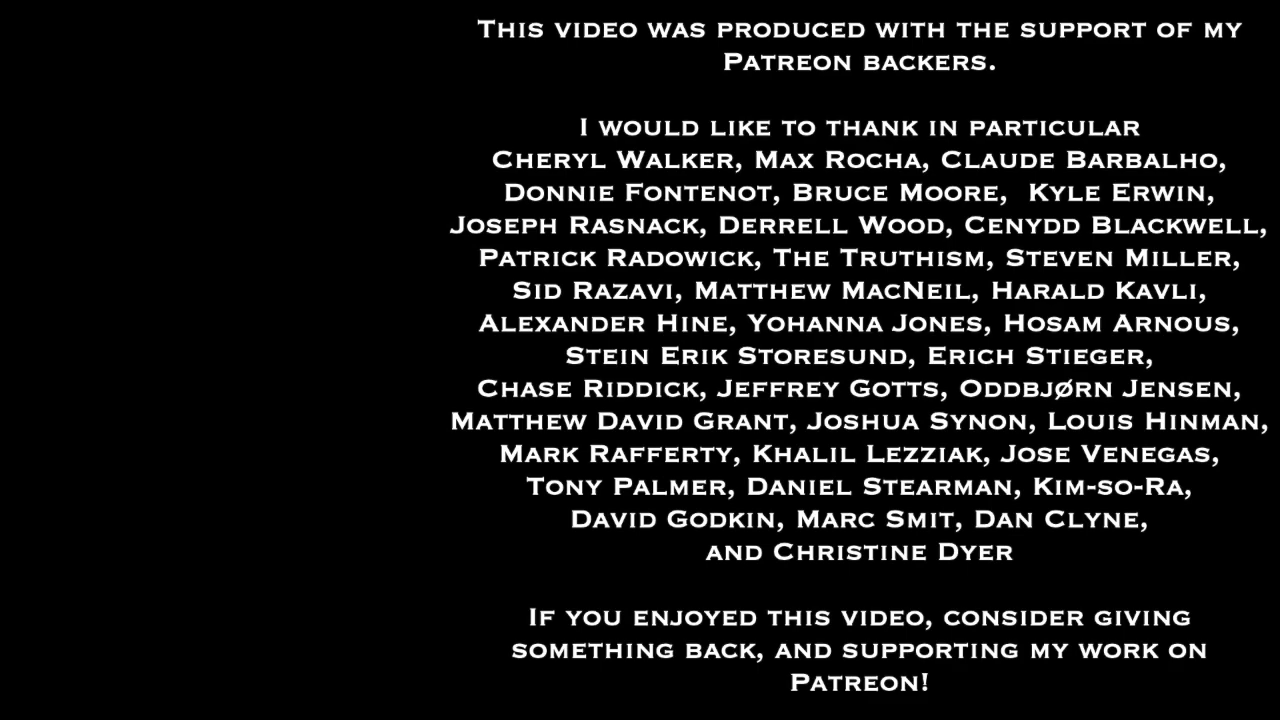 This video was produced with the support of my
Patreon backers.
I would like to thank in particular
Cheryl Walker, Max Rocha, Claude Barbalho,
Donnie Fontenot, Bruce Moore, Kyle Erwin,
Joseph Rasnack, Derrell Wood, Cenydd Blackwell,
Patrick Radowick, The Truthism, Steven Miller,
Sid Razavi, Matthew MacNeil, Harald Kavli,
Alexander Hine, Yohanna Jones, Hosam Arnous,
Stein Erik Storesund, Erich Stieger,
Chase Riddick, Jeffrey Gotts, Oddbjørn Jensen,
Matthew David Grant, Joshua Synon, Louis Hinman,
Mark Rafferty, Khalil Lezziak, Jose Venegas,
Tony Palmer, Daniel Stearman, Kim-so-Ra,
David Godkin, Marc Smit, Dan Clyne,
and Christine Dyer
If you enjoyed this video, consider giving
something back, and supporting my work on
Patreon!